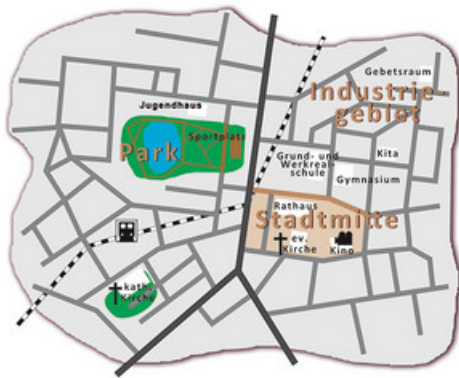 Gebetsraum
Industrie-
gebiet
Jugendhaus
Sportplatz
Park
Grund- und
Werkreal-
schule
Kita
Gymnasium
Rathaus
Stadtmitte
ev.
Kirche
Kino
kath.
Kirche